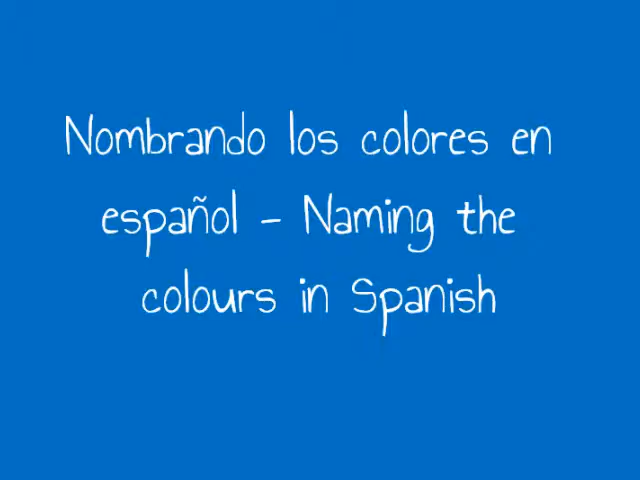 Nombrando los colores en
español - Naming the
colours in Spanish